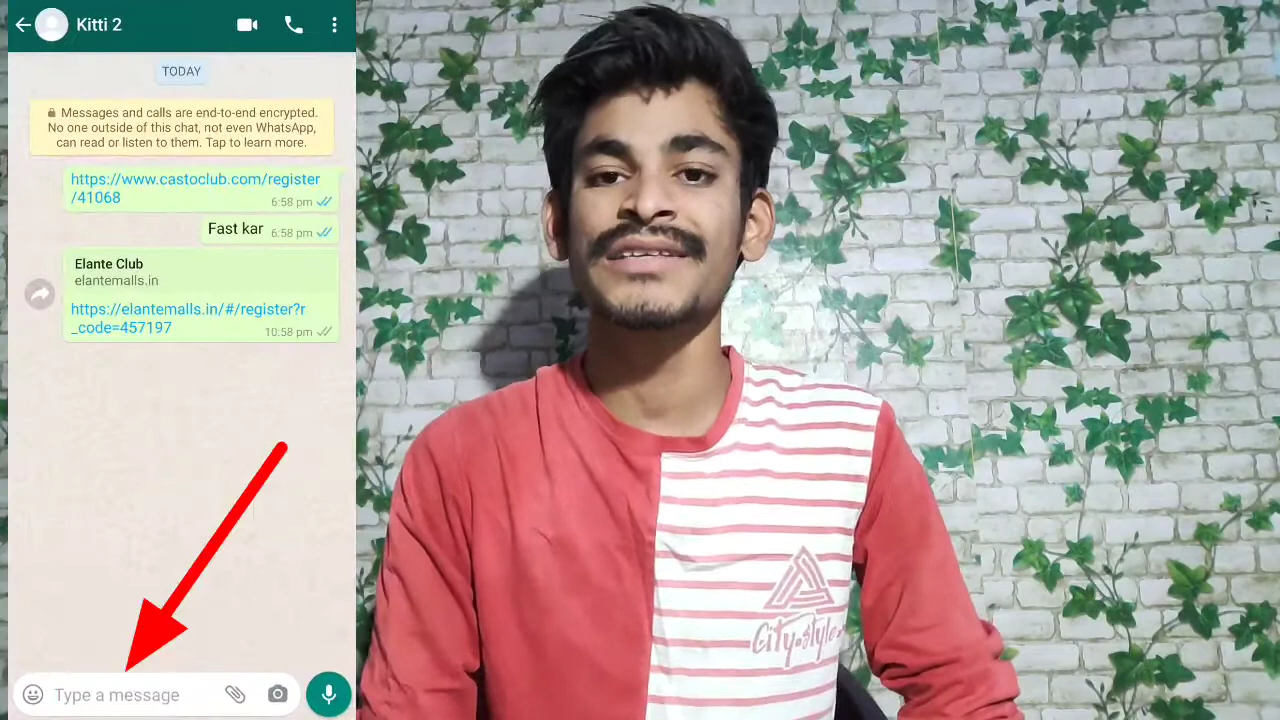 Kitti 2
TODAY
Messages and calls are end-to-end encrypted.
No one outside of this chat, not even WhatsApp,
can read or listen to them. Tap to learn more.
https://www.castoclub.com/register
/41068
6:58 pm
Fast kar 6:58 pm
Elante Club
elantemalls.in
https://elantemalls.in/#/register?r
_code=457197
10:58 pm
Type a message
City-style